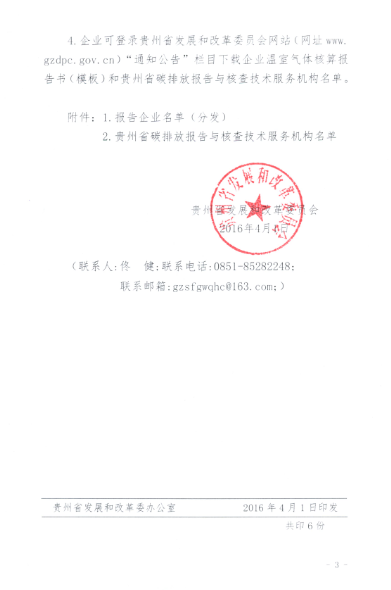 4.企业可登录贵州省发展和改革委员会网站(网址www.
gzdpc.gov.cn)“通知公告”栏目下载企业温室气体核算报
告书(模板)和贵州省碳排放报告与核查技术服务机构名单。
附件:1.报告企业名单(分发)
2.贵州省碳排放报告与核查技术服务机构名单
贵州省发展和改革委员会
2016年4月1日
(联系人:佟 健;联系电话:0851-85282248;
联系邮箱:gzsfgwqhc@163.com;)
贵州省发展和改革委办公室 2016年4月1日印发
共印6份
- 3 -